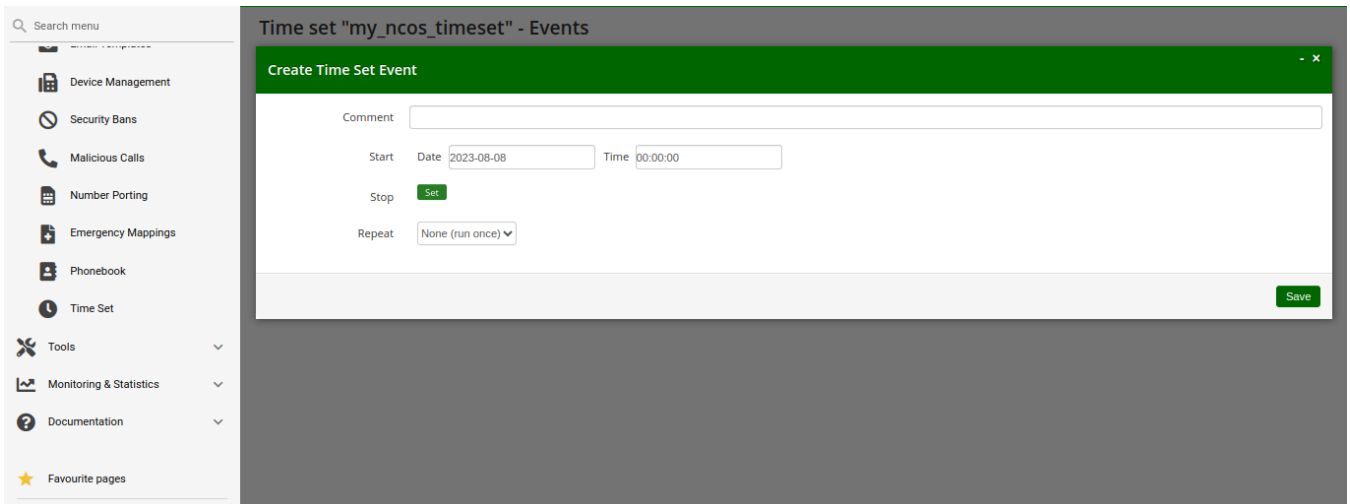 Search menu
Email Templates
Device Management
Security Bans
Malicious Calls
Number Porting
Emergency Mappings
Phonebook
Time Set
Tools
Monitoring & Statistics
Documentation
Favourite pages
Time set "my_ncos_timeset" - Events
Create Time Set Event
- ×
Comment
Start Date 2023-08-08 Time 00:00:00
Stop Set
Repeat None (run once)
Save